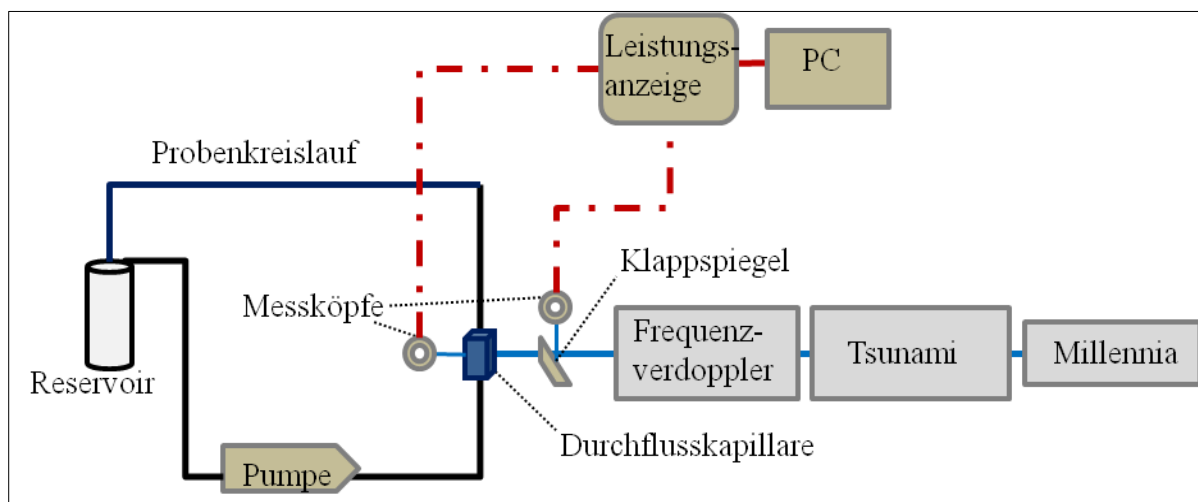 Leistungs-
anzeige
PC
Probenkreislauf
Klappspiegel
Messköpfe
Frequenz-
verdoppler
Tsunami
Millennia
Reservoir
Durchflusskapillare
Pumpe